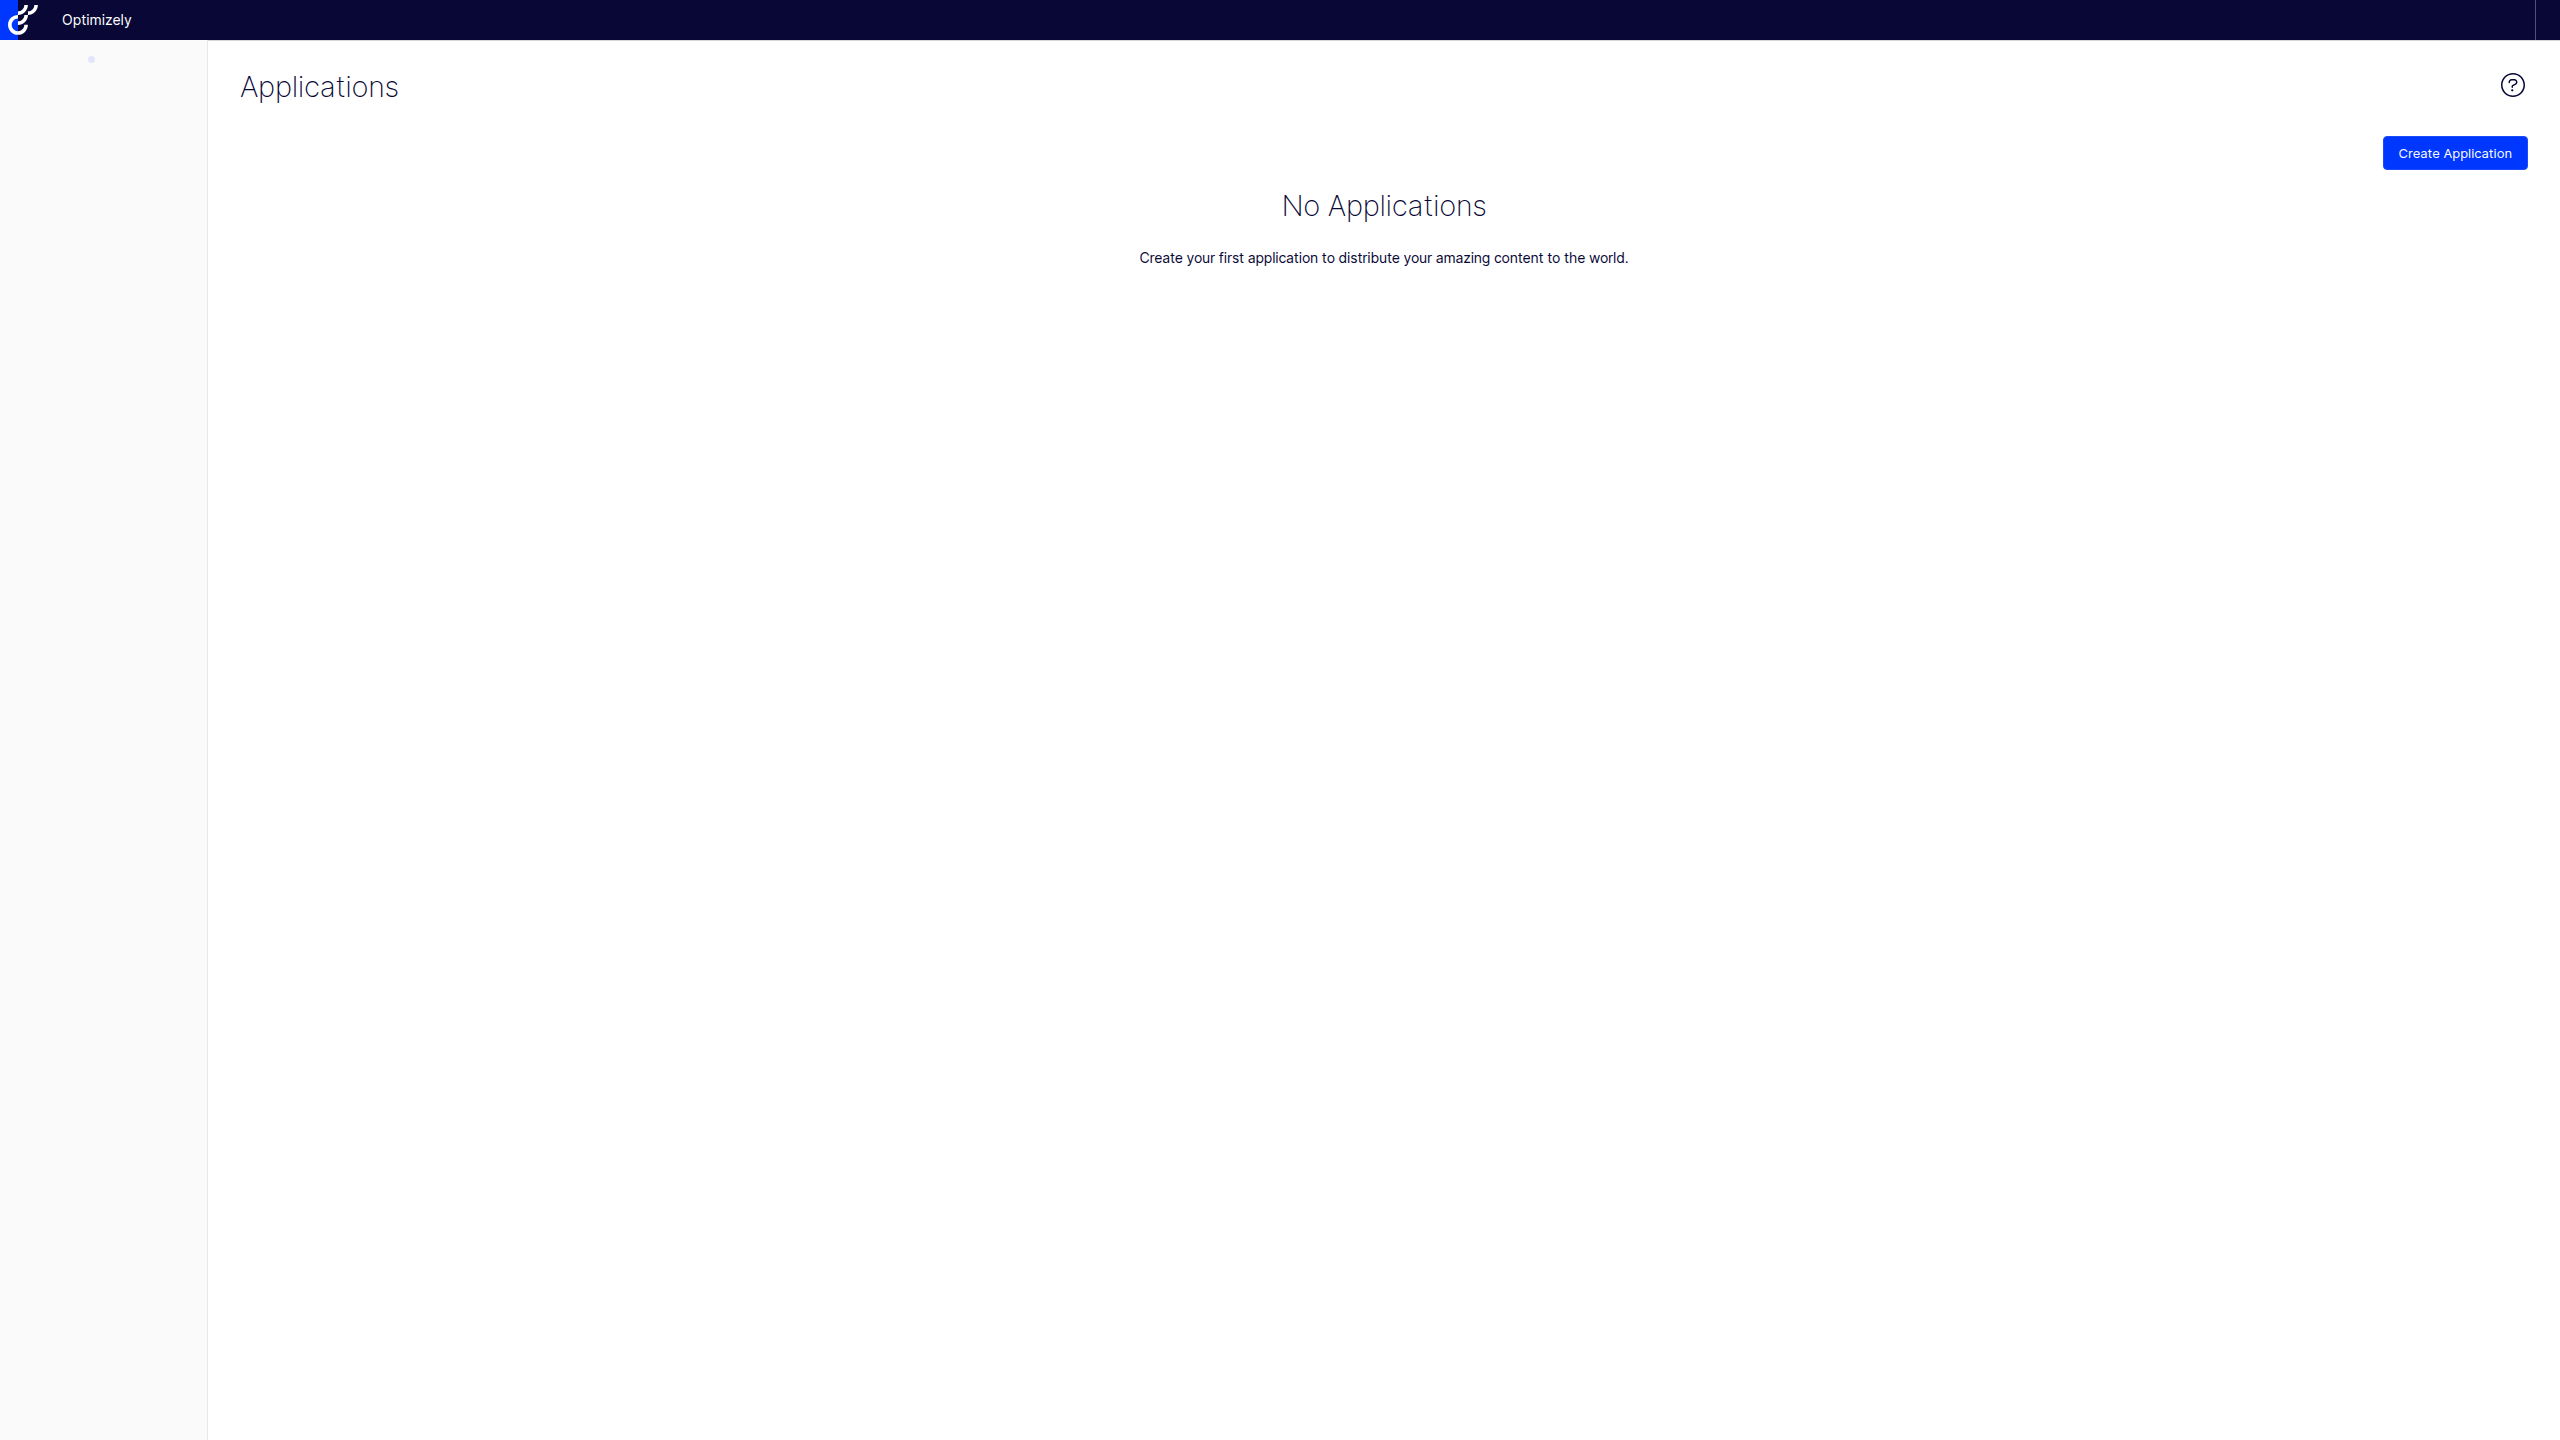 Optimizely
Applications
Create Application
No Applications
Create your first application to distribute your amazing content to the world.